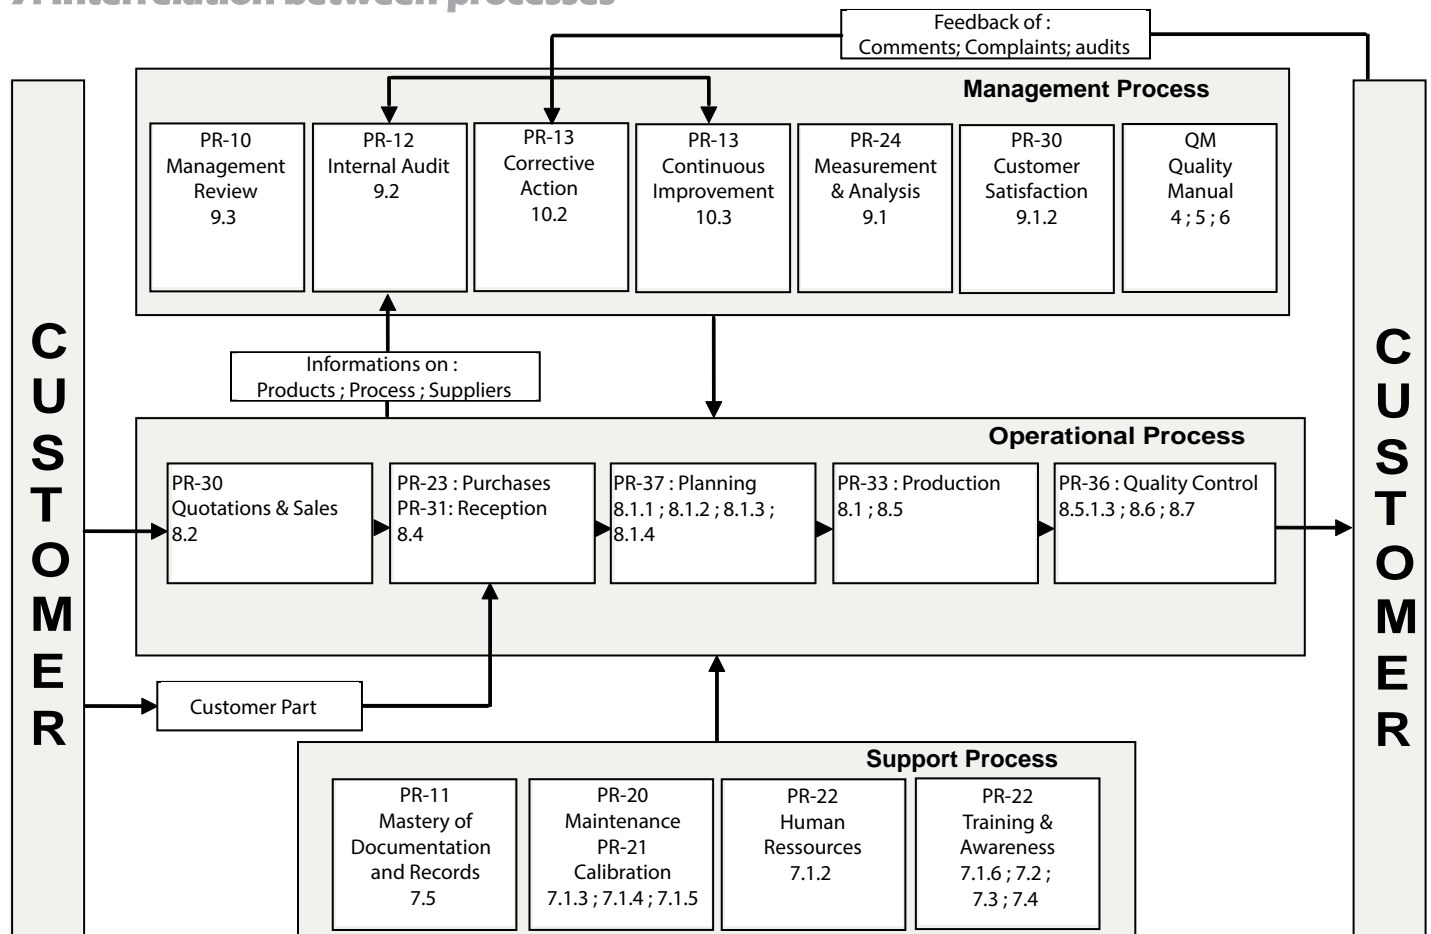 7. Interrelation between processes
Feedback of :
Comments; Complaints; audits
Management Process
PR-10
Management
Review
9.3
PR-12
Internal Audit
9.2
PR-13
Corrective
Action
10.2
PR-13
Continuous
Improvement
10.3
PR-24
Measurement
& Analysis
9.1
PR-30
Customer
Satisfaction
9.1.2
QM
Quality
Manual
4 ; 5 ; 6
CUSTOMER
Informations on :
Products ; Process ; Suppliers
Operational Process
PR-30
Quotations & Sales
8.2
PR-23 : Purchases
PR-31: Reception
8.4
PR-37 : Planning
8.1.1 ; 8.1.2 ; 8.1.3 ;
8.1.4
PR-33 : Production
8.1 ; 8.5
PR-36 : Quality Control
8.5.1.3 ; 8.6 ; 8.7
CUSTOMER
Customer Part
Support Process
PR-11
Mastery of
Documentation
and Records
7.5
PR-20
Maintenance
PR-21
Calibration
7.1.3 ; 7.1.4 ; 7.1.5
PR-22
Human
Ressources
7.1.2
PR-22
Training &
Awareness
7.1.6 ; 7.2 ;
7.3 ; 7.4